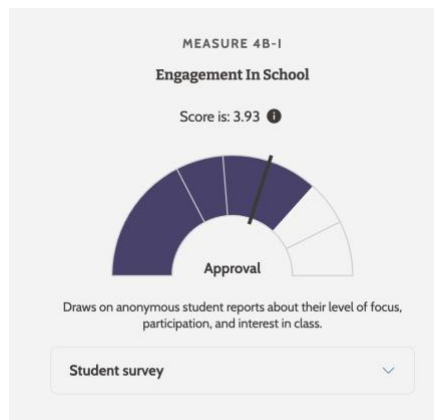 MEASURE 4B-I
Engagement In School
Score is: 3.93 i
Approval
Draws on anonymous student reports about their level of focus,
participation, and interest in class.
Student survey